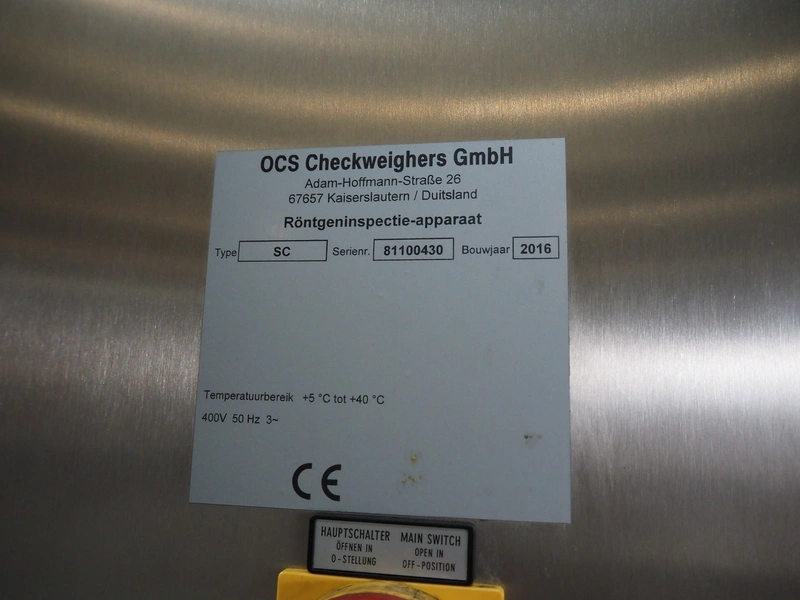 OCS Checkweighers GmbH
Adam-Hoffmann-Straße 26
67657 Kaiserslautern / Duitsland
Röntgeninspectie-apparaat
Type SC Serienr. 81100430 Bouwjaar 2016
Temperatuurbereik +5 °C tot +40 °C
400V 50 Hz 3~
CE
HAUPTSCHALTER MAIN SWITCH
ÖFFNEN IN OPEN IN
0-STELLUNG OFF-POSITION